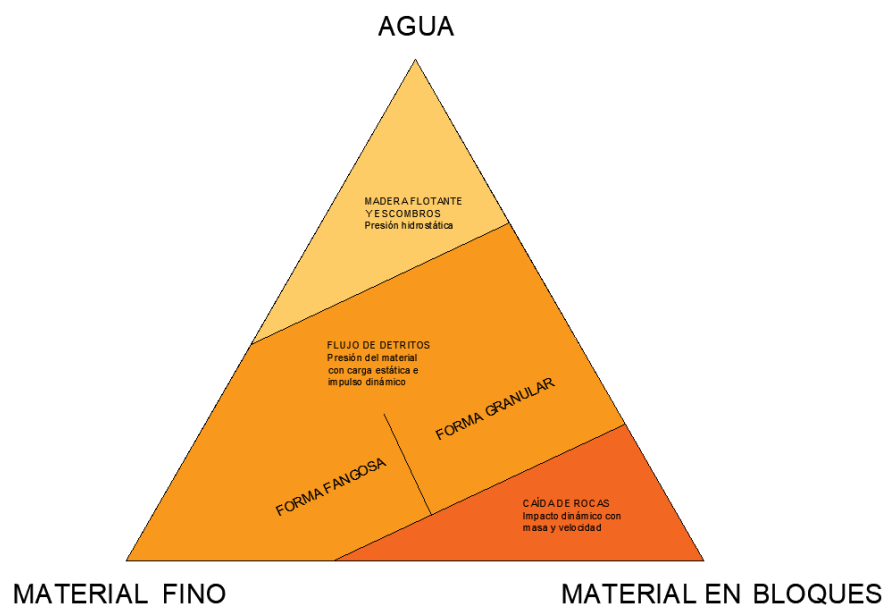 AGUA
MADERA FLOTANTE
Y ESCOMBROS
Presión hidrostática
FLUJO DE DETRITOS
Presión del material
con carga estática e
impulso dinámico
FORMA GRANULAR
FORMA FANGOSA
CAÍDA DE ROCAS
Impacto dinámico con
masa y velocidad
MATERIAL FINO
MATERIAL EN BLOQUES